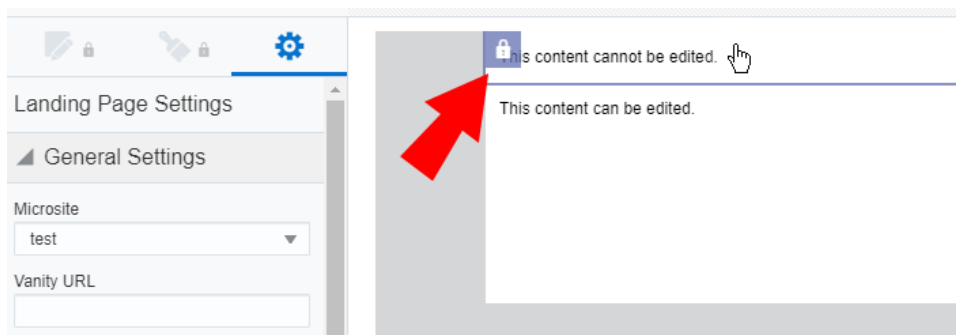 Landing Page Settings
General Settings
Microsite
test
Vanity URL
This content cannot be edited.
This content can be edited.